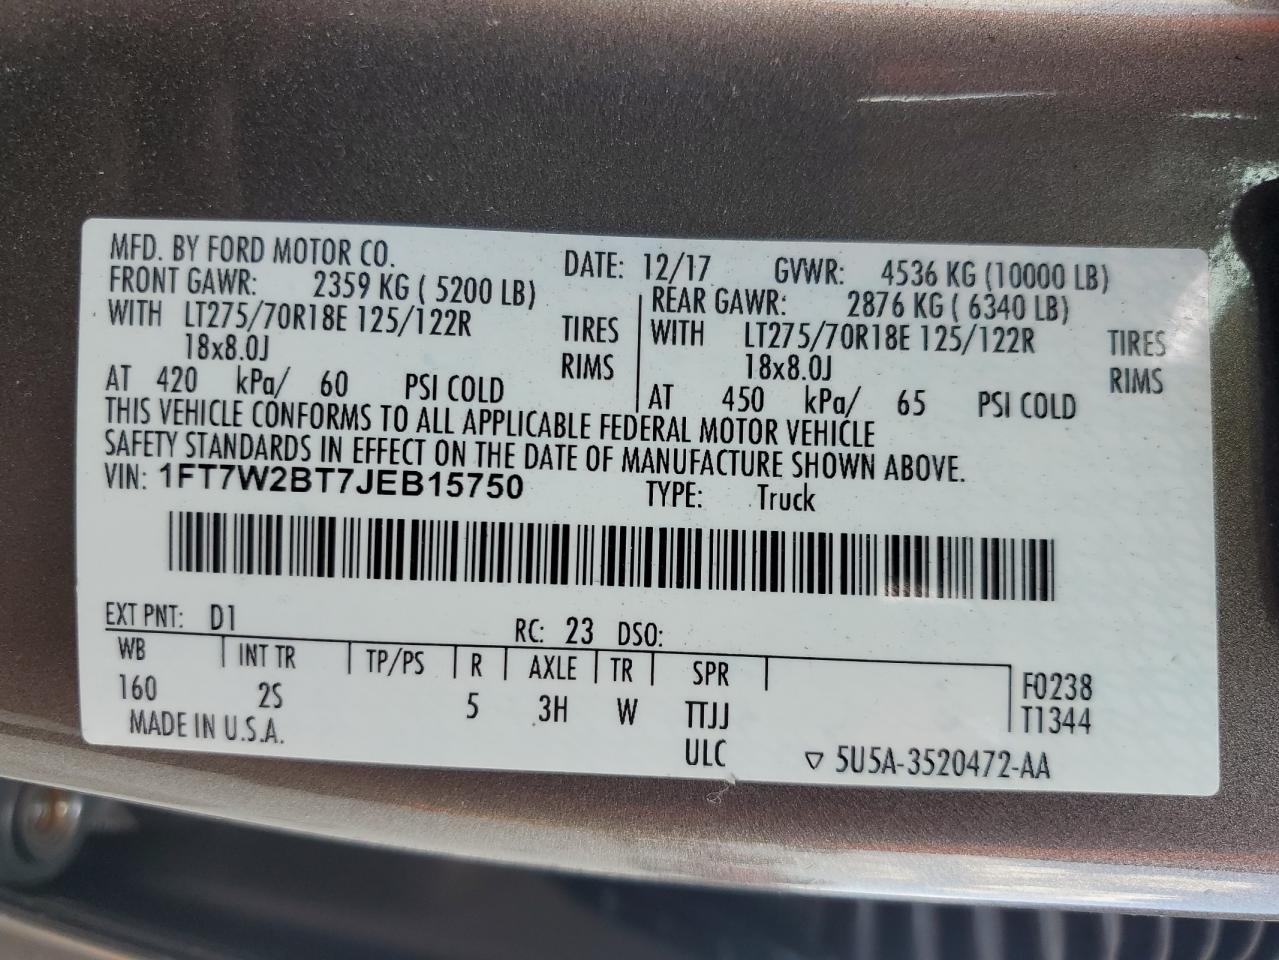 MFD. BY FORD MOTOR CO. DATE: 12/17 GVWR: 4536 KG (10000 LB)
FRONT GAWR: 2359 KG ( 5200 LB) REAR GAWR: 2876 KG ( 6340 LB)
WITH LT275/70R18E 125/122R TIRES WITH LT275/70R18E 125/122R TIRES
18x8.0J RIMS 18x8.0J RIMS
AT 420 kPa/ 60 PSI COLD AT 450 kPa/ 65 PSI COLD
THIS VEHICLE CONFORMS TO ALL APPLICABLE FEDERAL MOTOR VEHICLE
SAFETY STANDARDS IN EFFECT ON THE DATE OF MANUFACTURE SHOWN ABOVE.
VIN: 1FT7W2BT7JEB15750 TYPE: Truck
EXT PNT: D1 RC: 23 DSO:
WB INT TR TP/PS R AXLE TR SPR F0238
160 2S 5 3H W TTJJ T1344
MADE IN U.S.A. ULC ▽ 5U5A-3520472-AA